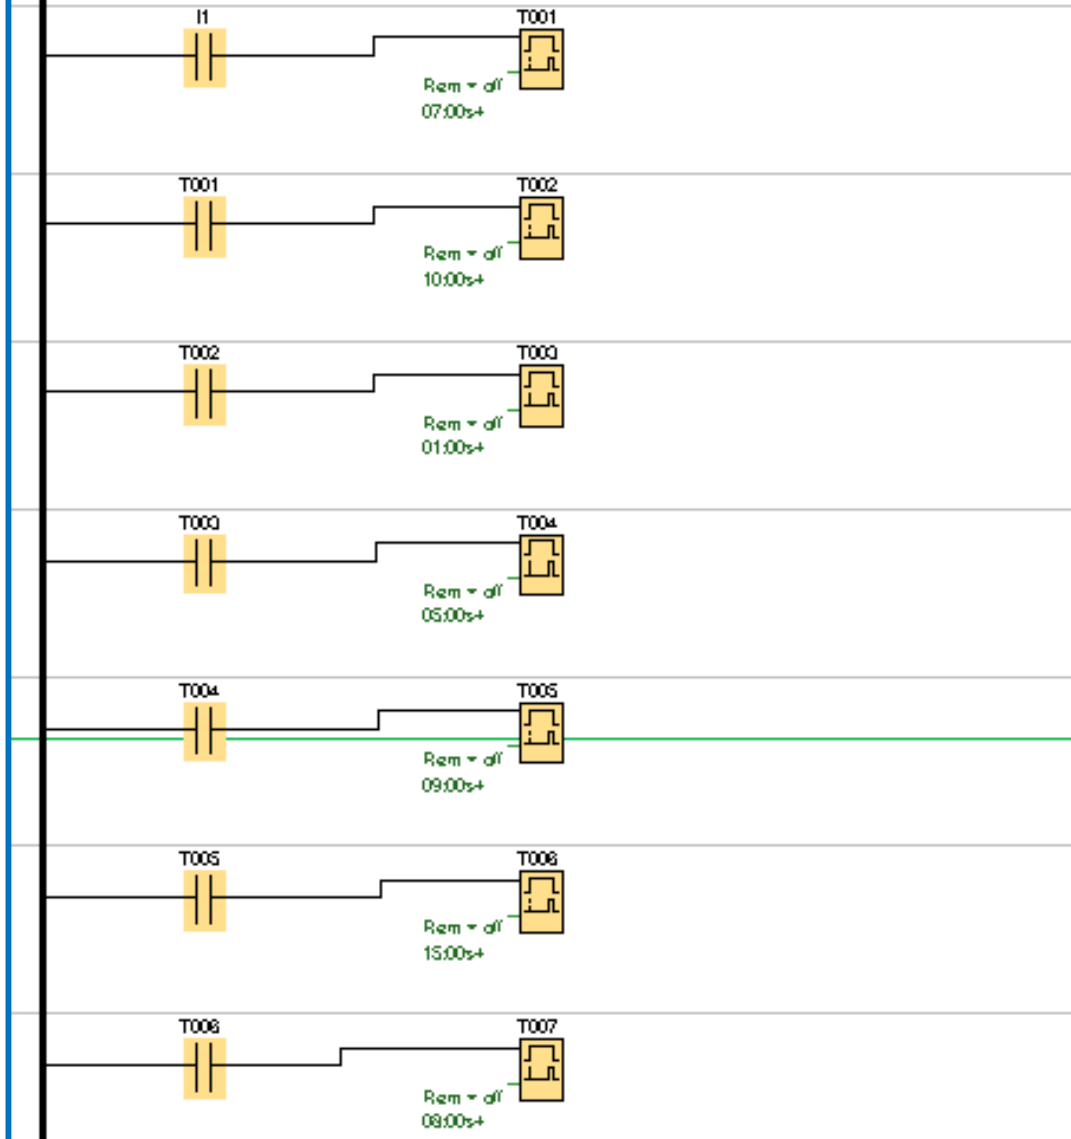 I1 T001
Rem = off
07:00s+
T001 T002
Rem = off
10:00s+
T002 T003
Rem = off
01:00s+
T003 T004
Rem = off
05:00s+
T004 T005
Rem = off
09:00s+
T005 T006
Rem = off
15:00s+
T006 T007
Rem = off
08:00s+